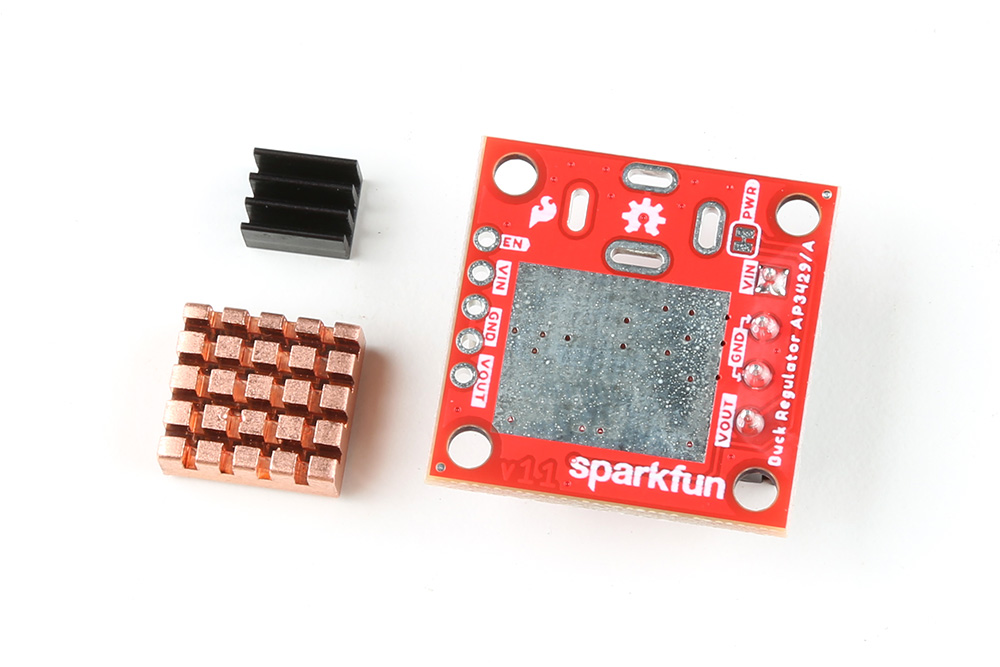 PWR
EN
VIN
VIN
GND
GND
VOUT
VOUT
Buck Regulator AP3429/A
v11
sparkfun